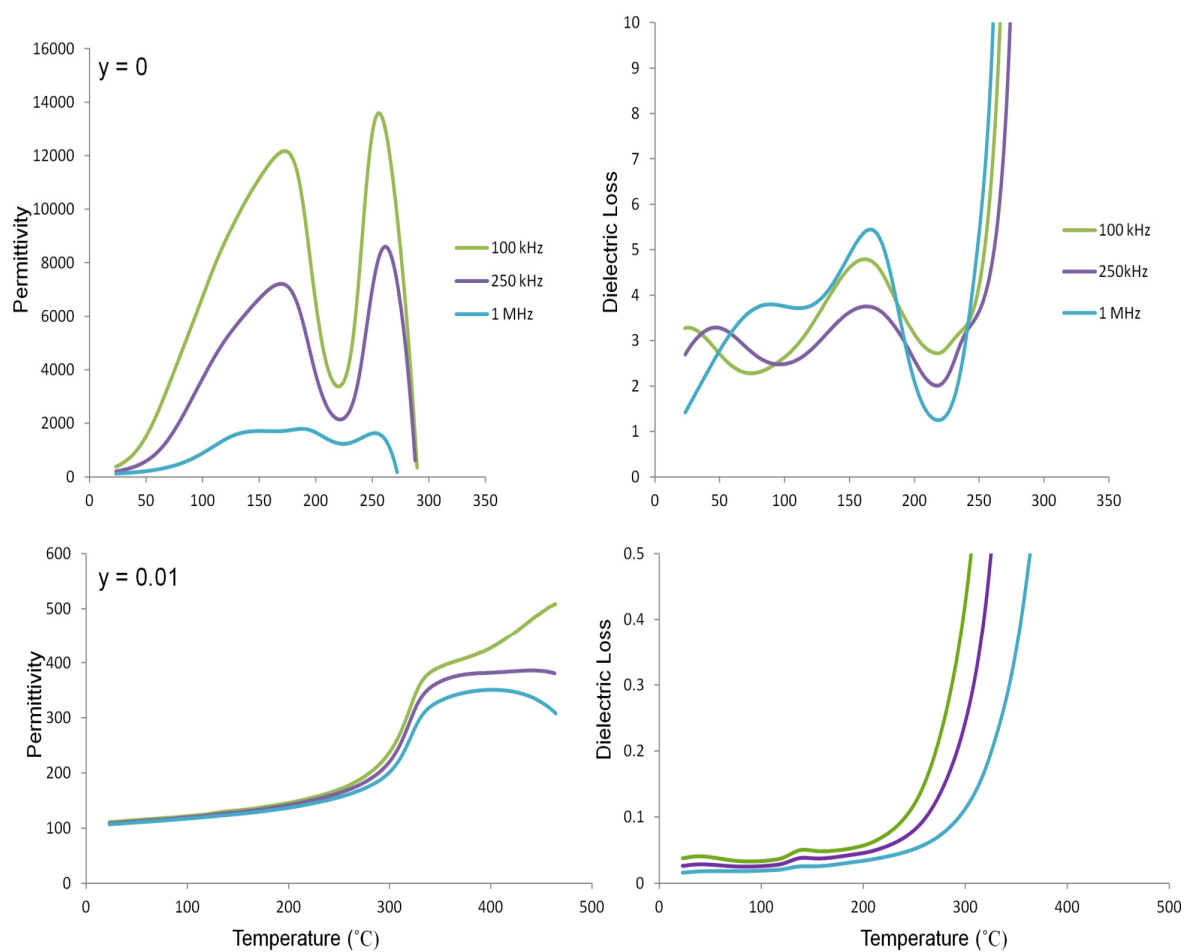 y = 0
Permittivity
16000
14000
12000
10000
8000
6000
4000
2000
0
0 50 100 150 200 250 300 350
100 kHz
250 kHz
1 MHz
Dielectric Loss
10
9
8
7
6
5
4
3
2
1
0
0 50 100 150 200 250 300 350
100 kHz
250kHz
1 MHz
y = 0.01
Permittivity
600
500
400
300
200
100
0
0 100 200 300 400 500
Temperature (˚C)
Dielectric Loss
0.5
0.4
0.3
0.2
0.1
0
0 100 200 300 400 500
Temperature (˚C)